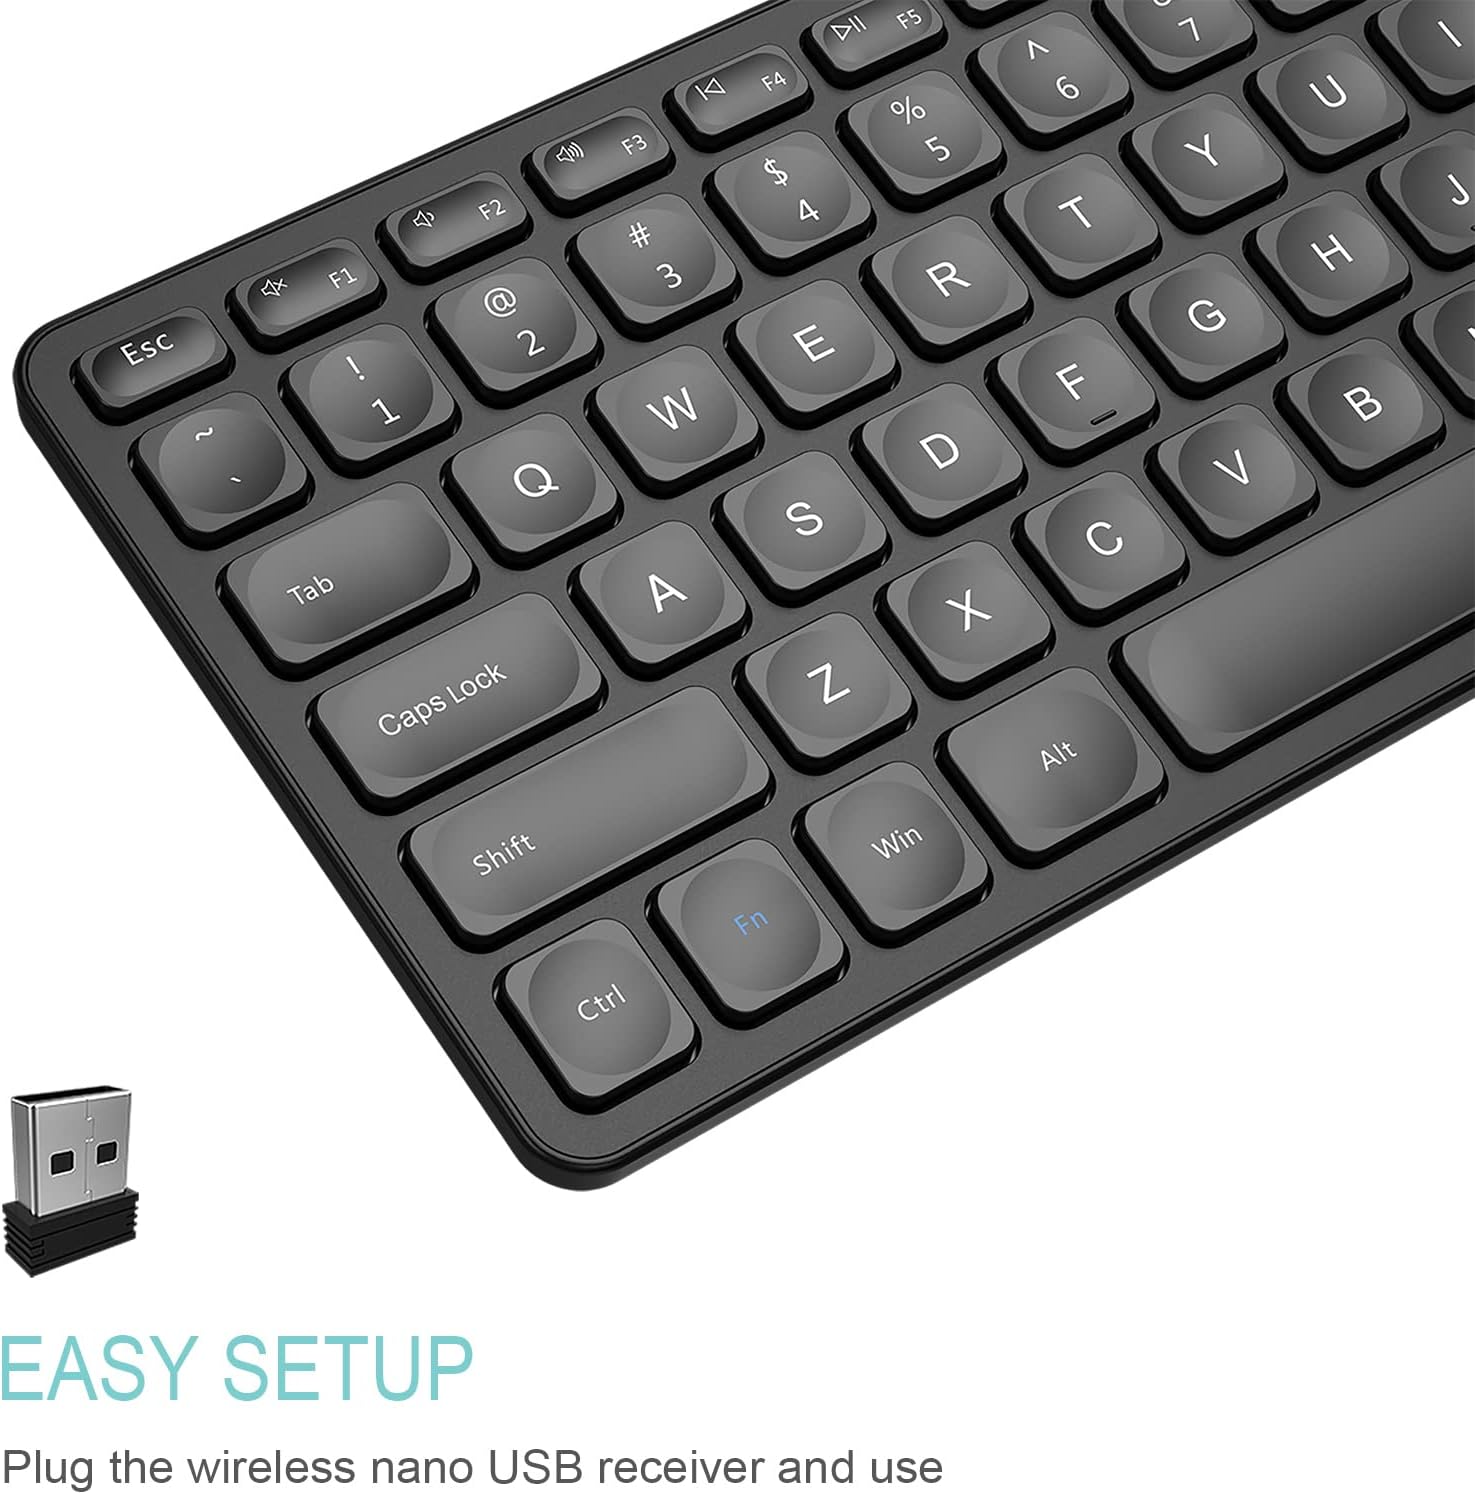 F5
F4
F3
F2
F1
Esc
~
`
!
1
@
2
#
3
$
4
%
5
^
6
7
Tab
Q
W
E
R
T
Y
U
I
Caps Lock
A
S
D
F
G
H
J
Shift
Z
X
C
V
B
Ctrl
Fn
Win
Alt
EASY SETUP
Plug the wireless nano USB receiver and use